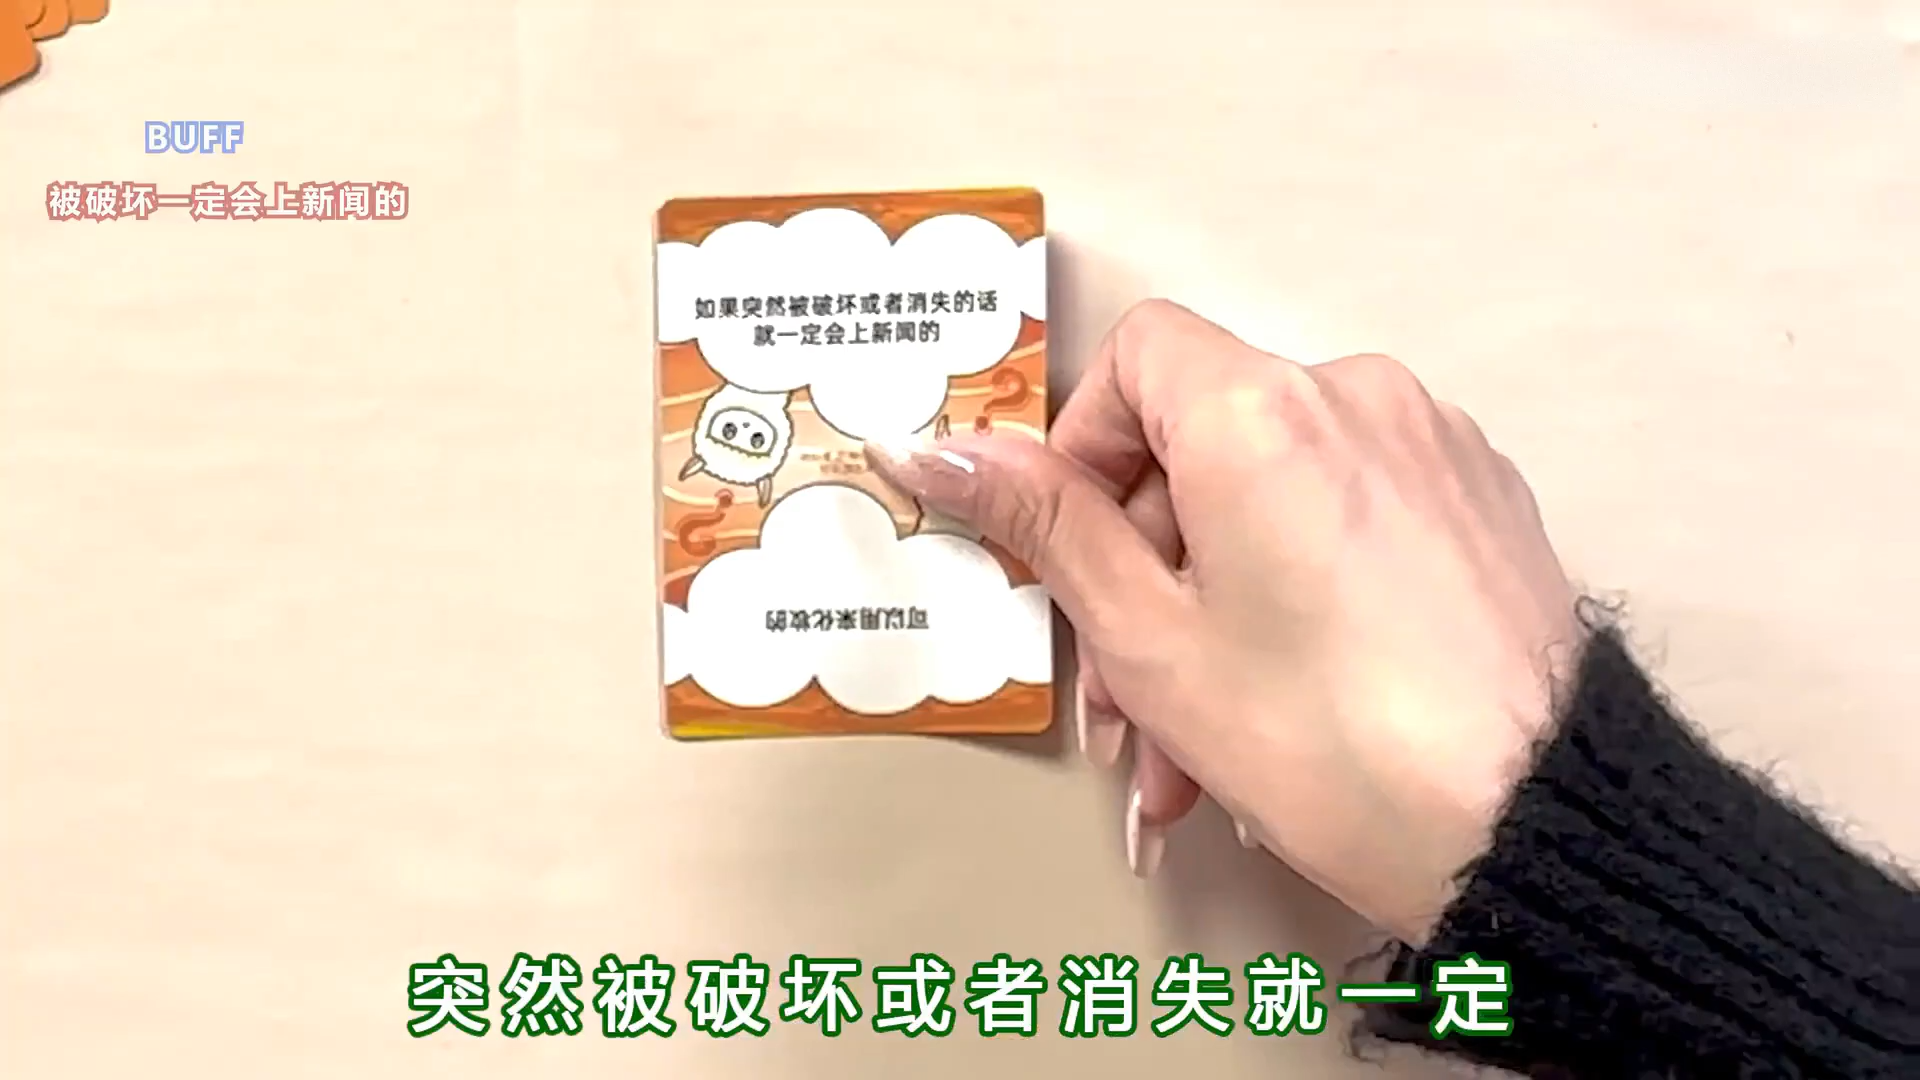 BUFF
被破坏一定会上新闻的
如果突然被破坏或者消失的话
就一定会上新闻的
可以用来化妆的
突然被破坏或者消失就一定